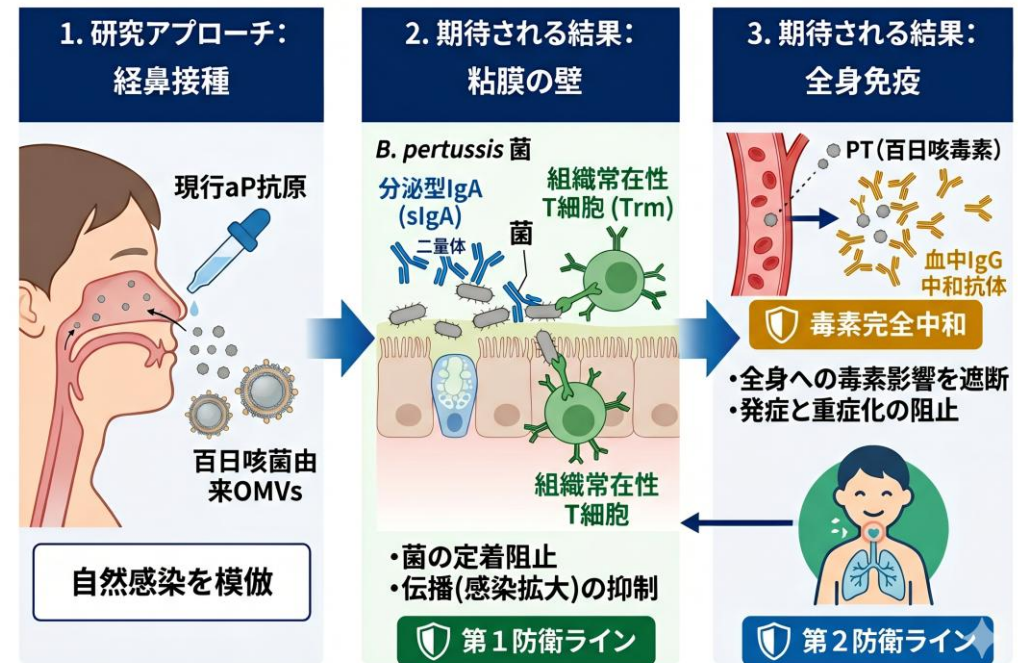 1. 研究アプローチ:
経鼻接種
現行aP抗原
百日咳菌由
来OMVs
自然感染を模倣
2. 期待される結果:
粘膜の壁
B. pertussis 菌
分泌型IgA
(sIgA)
二量体
菌
組織常在性
T細胞 (Trm)
組織常在性
T細胞
・菌の定着阻止
・伝播(感染拡大)の抑制
第1防衛ライン
3. 期待される結果:
全身免疫
PT(百日咳毒素)
血中IgG
中和抗体
毒素完全中和
・全身への毒素影響を遮断
・発症と重症化の阻止
第2防衛ライン